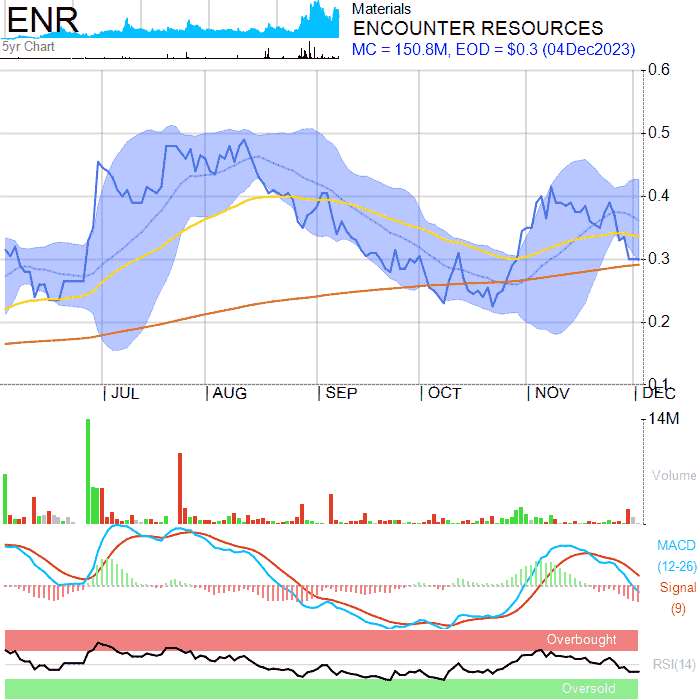 ENR
5yr Chart
Materials
ENCOUNTER RESOURCES
MC = 150.8M, EOD = $0.3 (04Dec2023)
0.6
0.5
0.4
0.3
0.2
0.1
JUL
AUG
SEP
OCT
NOV
DEC
14M
Volume
MACD
(12-26)
Signal
(9)
Overbought
RSI(14)
Oversold